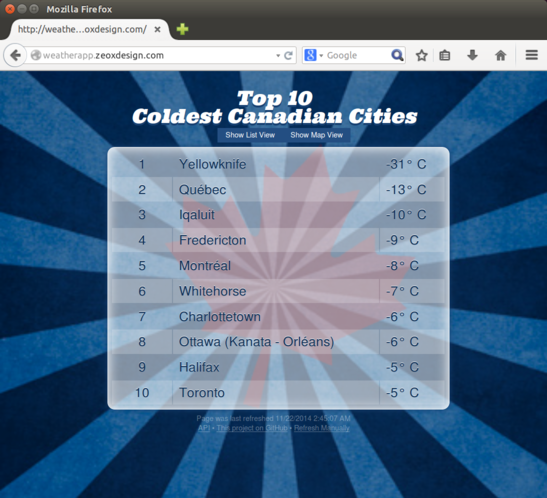 Mozilla Firefox
http://weathe...oxdesign.com/
weatherapp.zeoxdesign.com
Google
Top 10
Coldest Canadian Cities
Show List View Show Map View
1 Yellowknife -31° C
2 Québec -13° C
3 Iqaluit -10° C
4 Fredericton -9° C
5 Montréal -8° C
6 Whitehorse -7° C
7 Charlottetown -6° C
8 Ottawa (Kanata - Orléans) -6° C
9 Halifax -5° C
10 Toronto -5° C
Page was last refreshed 11/22/2014 2:45:07 AM
API • This project on GitHub • Refresh Manually